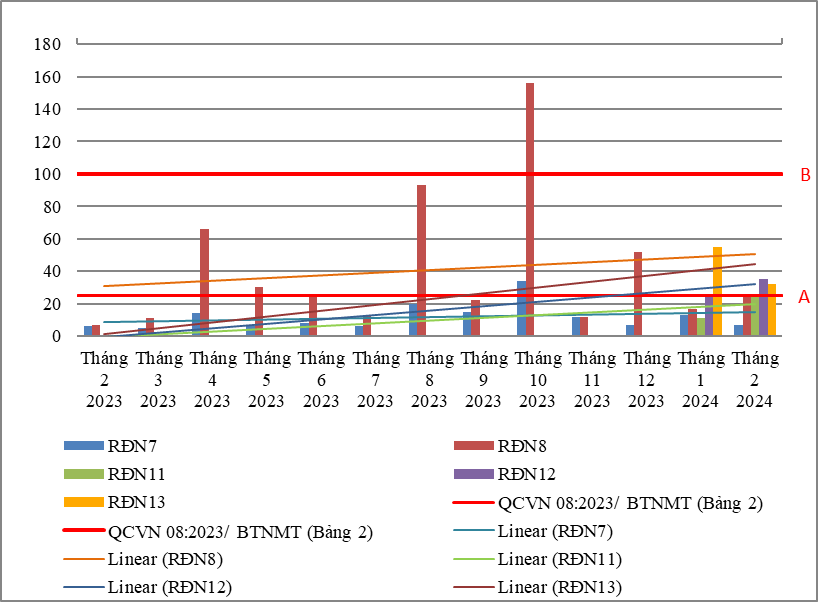 180
160
140
120
100
B
80
60
40
A
20
0
Tháng Tháng Tháng Tháng Tháng Tháng Tháng Tháng Tháng Tháng Tháng Tháng Tháng
2 3 4 5 6 7 8 9 10 11 12 1 2
2023 2023 2023 2023 2023 2023 2023 2023 2023 2023 2023 2024 2024
RĐN7 RĐN8
RĐN11 RĐN12
RĐN13 QCVN 08:2023/ BTNMT (Bảng 2)
QCVN 08:2023/ BTNMT (Bảng 2) Linear (RĐN7)
Linear (RĐN8) Linear (RĐN11)
Linear (RĐN12) Linear (RĐN13)